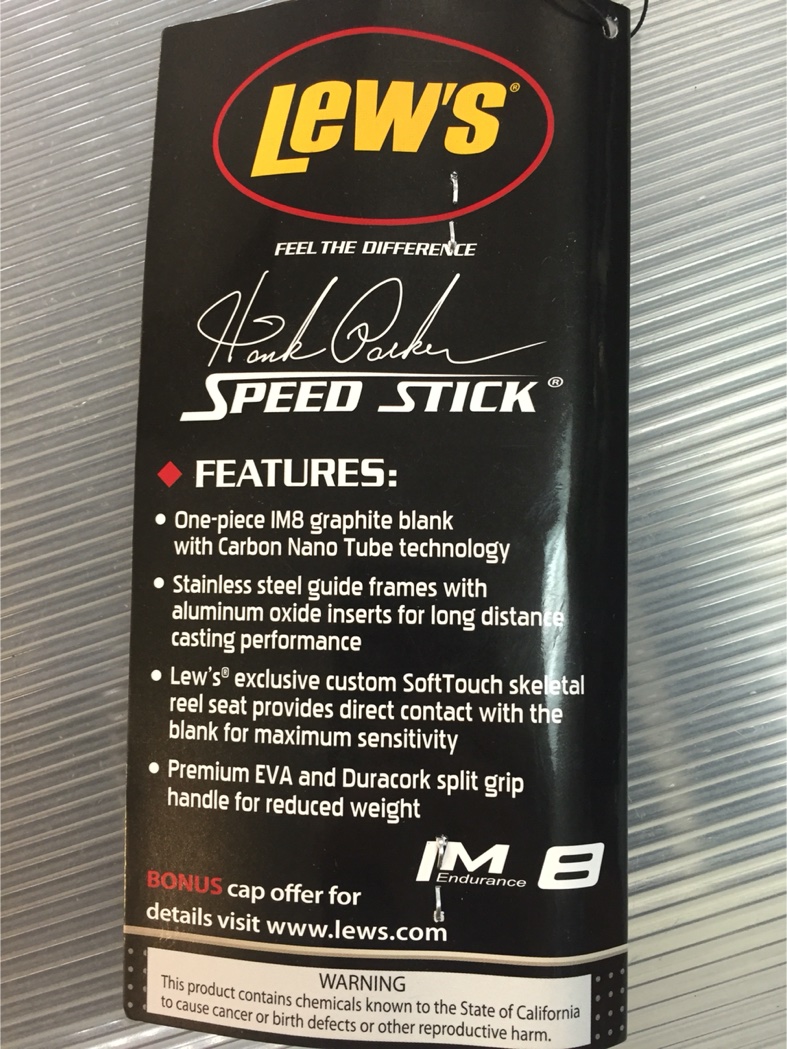 LEW'S®
FEEL THE DIFFERENCE
Hank Parker
SPEED STICK®
FEATURES:
• One-piece IM8 graphite blank
with Carbon Nano Tube technology
• Stainless steel guide frames with
aluminum oxide inserts for long distance
casting performance
• Lew's® exclusive custom SoftTouch skeletal
reel seat provides direct contact with the
blank for maximum sensitivity
• Premium EVA and Duracork split grip
handle for reduced weight
IM 8
Endurance
BONUS cap offer for
details visit www.lews.com
WARNING
This product contains chemicals known to the State of California
to cause cancer or birth defects or other reproductive harm.